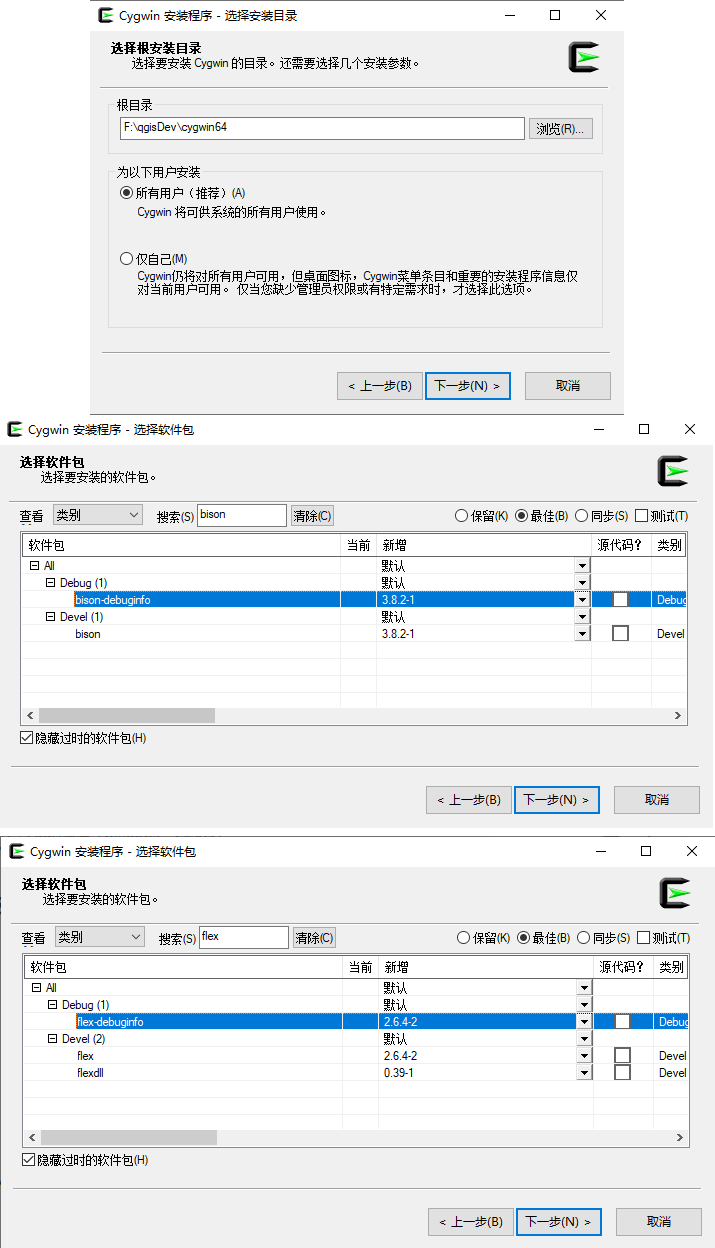 Cygwin 安装程序 - 选择安装目录
选择根安装目录
选择要安装 Cygwin 的目录。还需要选择几个安装参数。
根目录
F:\qgisDev\cygwin64
浏览(R)...
为以下用户安装
所有用户（推荐）(A)
Cygwin 将可供系统的所有用户使用。
仅自己(M)
Cygwin仍将对所有用户可用，但桌面图标，Cygwin菜单条目和重要的安装程序信息仅
对当前用户可用。 仅当您缺少管理员权限或有特定需求时，才选择此选项。
< 上一步(B) 下一步(N) > 取消
Cygwin 安装程序 - 选择软件包
选择软件包
选择要安装的软件包。
查看 类别 搜索(S) bison 清除(C) 保留(K) 最佳(B) 同步(S) 测试(T)
软件包 当前 新增 源代码? 类别
All 默认
Debug (1) 默认
bison-debuginfo 3.8.2-1 Debug
Devel (1) 默认
bison 3.8.2-1 Devel
隐藏过时的软件包(H)
< 上一步(B) 下一步(N) > 取消
Cygwin 安装程序 - 选择软件包
选择软件包
选择要安装的软件包。
查看 类别 搜索(S) flex 清除(C) 保留(K) 最佳(B) 同步(S) 测试(T)
软件包 当前 新增 源代码? 类别
All 默认
Debug (1) 默认
flex-debuginfo 2.6.4-2 Debug
Devel (2) 默认
flex 2.6.4-2 Devel
flexdll 0.39-1 Devel
隐藏过时的软件包(H)
< 上一步(B) 下一步(N) > 取消